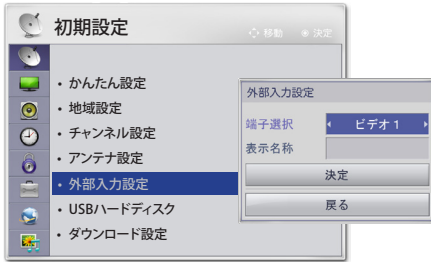 初期設定
移動 決定
・かんたん設定
・地域設定
・チャンネル設定
・アンテナ設定
・外部入力設定
・USBハードディスク
・ダウンロード設定
外部入力設定
端子選択 ビデオ1
表示名称
決定
戻る